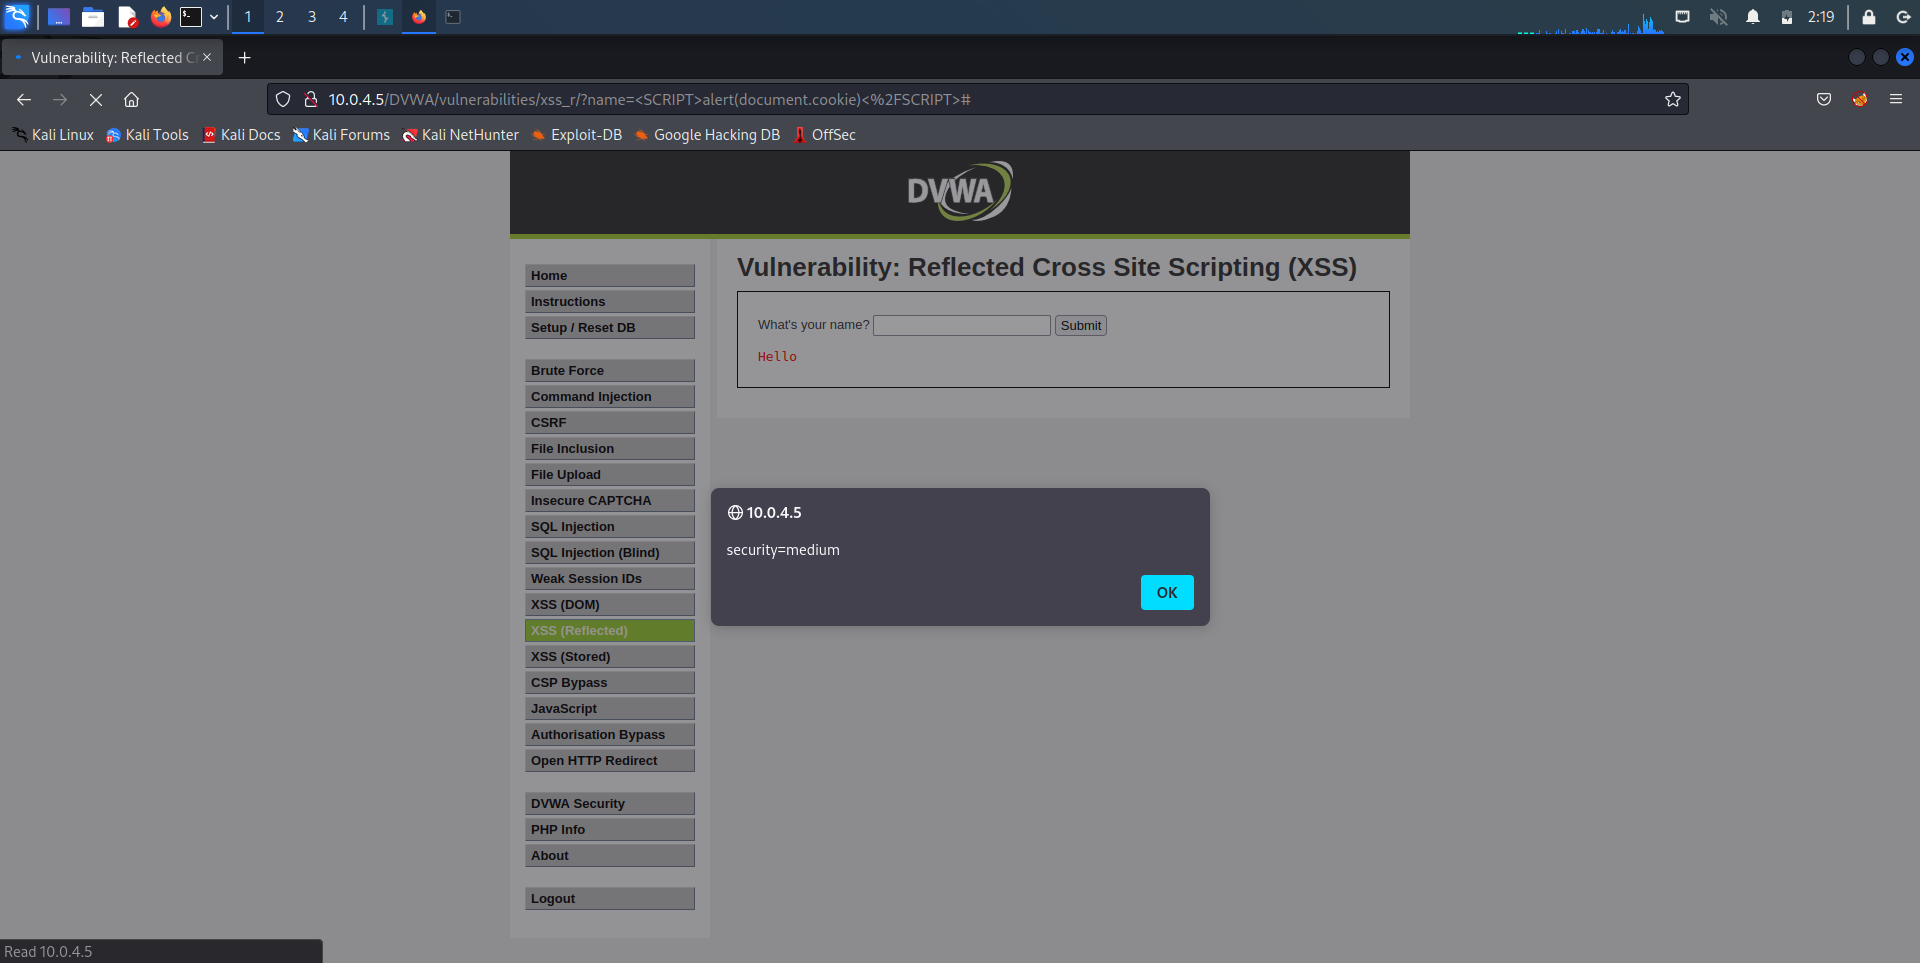 1 2 3 4 2:19
Vulnerability: Reflected C
10.0.4.5/DVWA/vulnerabilities/xss_r/?name=<SCRIPT>alert(document.cookie)<%2FSCRIPT>#
Kali Linux Kali Tools Kali Docs Kali Forums Kali NetHunter Exploit-DB Google Hacking DB OffSec
DVWA
Home
Instructions
Setup / Reset DB
Brute Force
Command Injection
CSRF
File Inclusion
File Upload
Insecure CAPTCHA
SQL Injection
SQL Injection (Blind)
Weak Session IDs
XSS (DOM)
XSS (Reflected)
XSS (Stored)
CSP Bypass
JavaScript
Authorisation Bypass
Open HTTP Redirect
DVWA Security
PHP Info
About
Logout
Vulnerability: Reflected Cross Site Scripting (XSS)
What's your name? Submit
Hello
10.0.4.5
security=medium
OK
Read 10.0.4.5